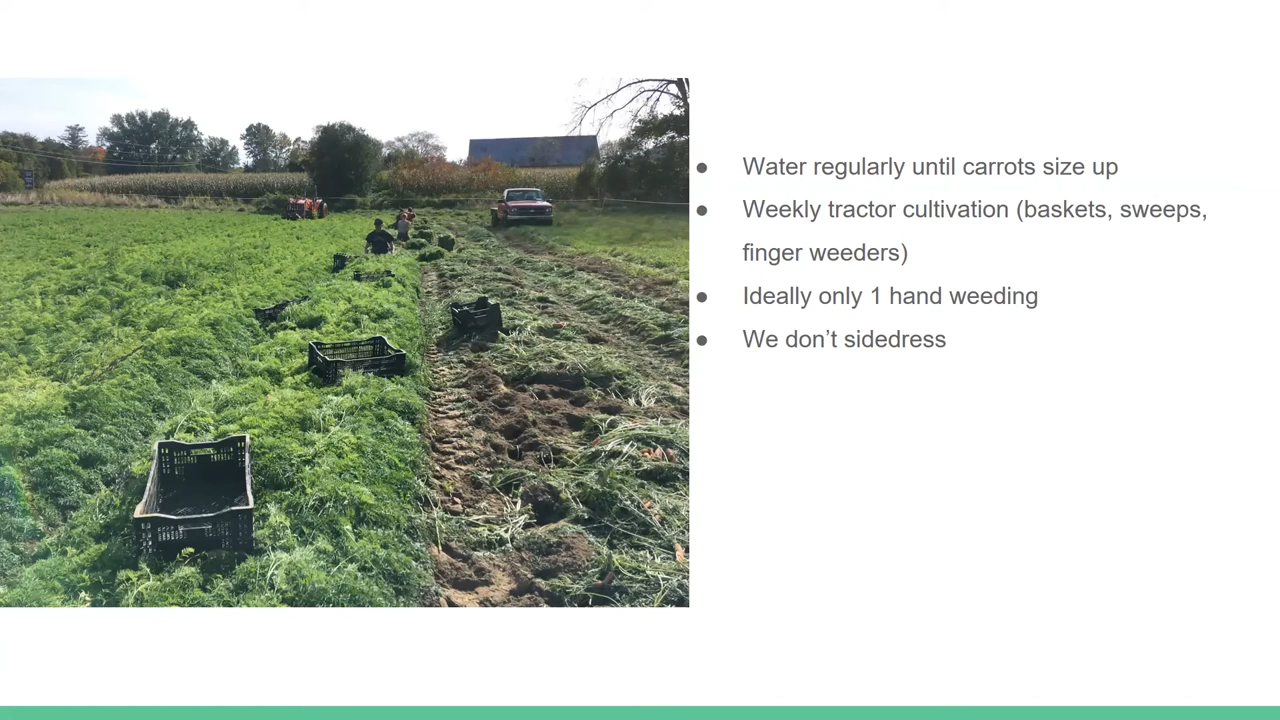 ● Water regularly until carrots size up
● Weekly tractor cultivation (baskets, sweeps,
finger weeders)
● Ideally only 1 hand weeding
● We don’t sidedress